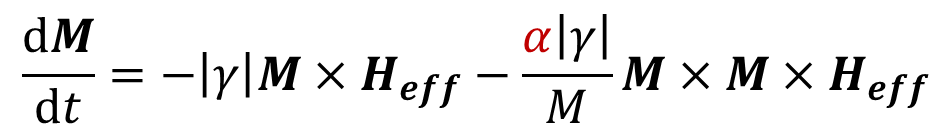 dM/dt = −|γ|M × H_eff − α|γ|/M M × M × H_eff